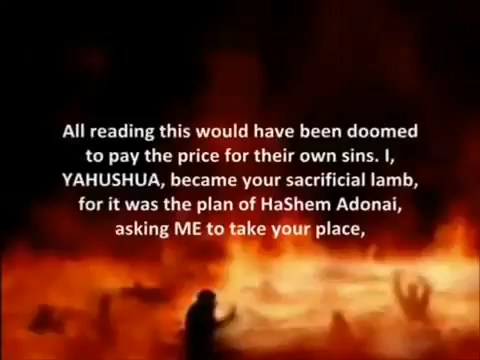 All reading this would have been doomed
to pay the price for their own sins. I,
YAHUSHUA, became your sacrificial lamb,
for it was the plan of HaShem Adonai,
asking ME to take your place,